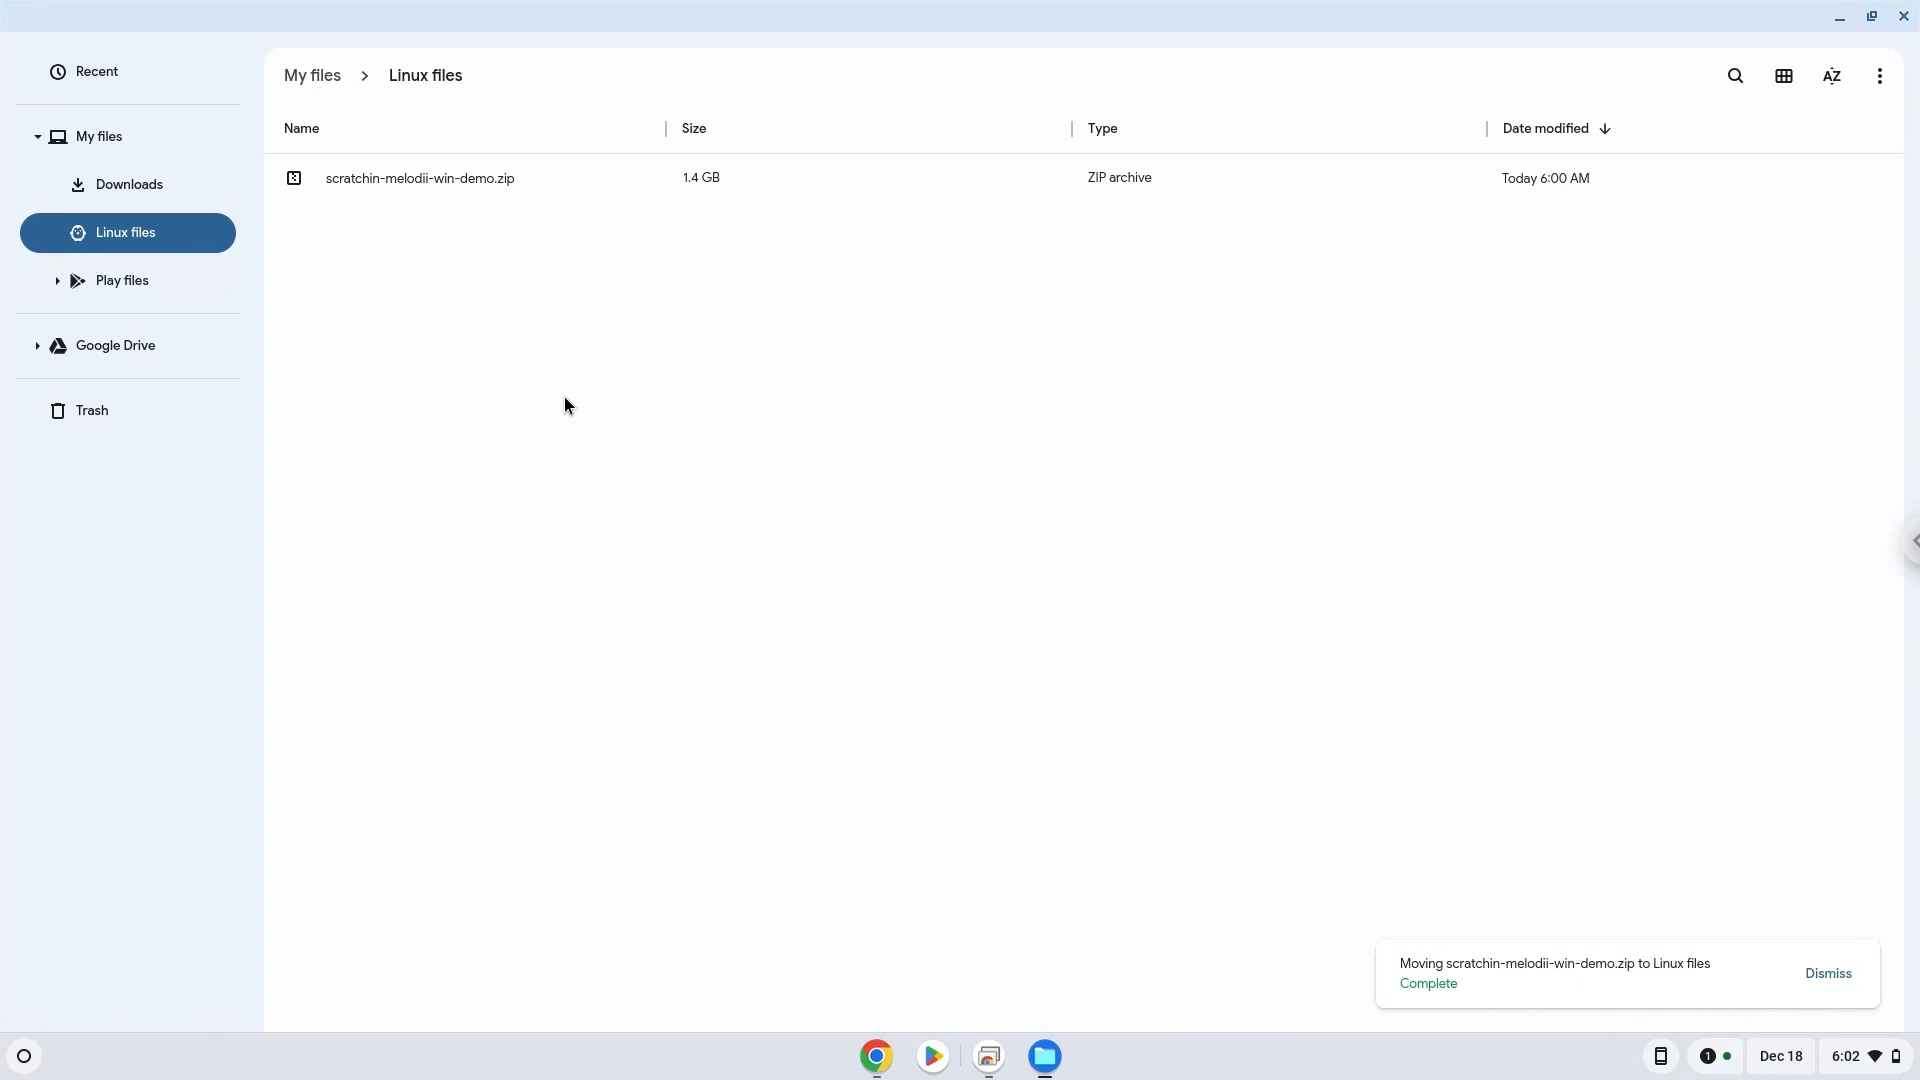 Recent
My files
Downloads
Linux files
Play files
Google Drive
Trash
My files > Linux files
AZ
Name Size Type Date modified
scratchin-melodii-win-demo.zip 1.4 GB ZIP archive Today 6:00 AM
Moving scratchin-melodii-win-demo.zip to Linux files
Complete
Dismiss
1
Dec 18
6:02